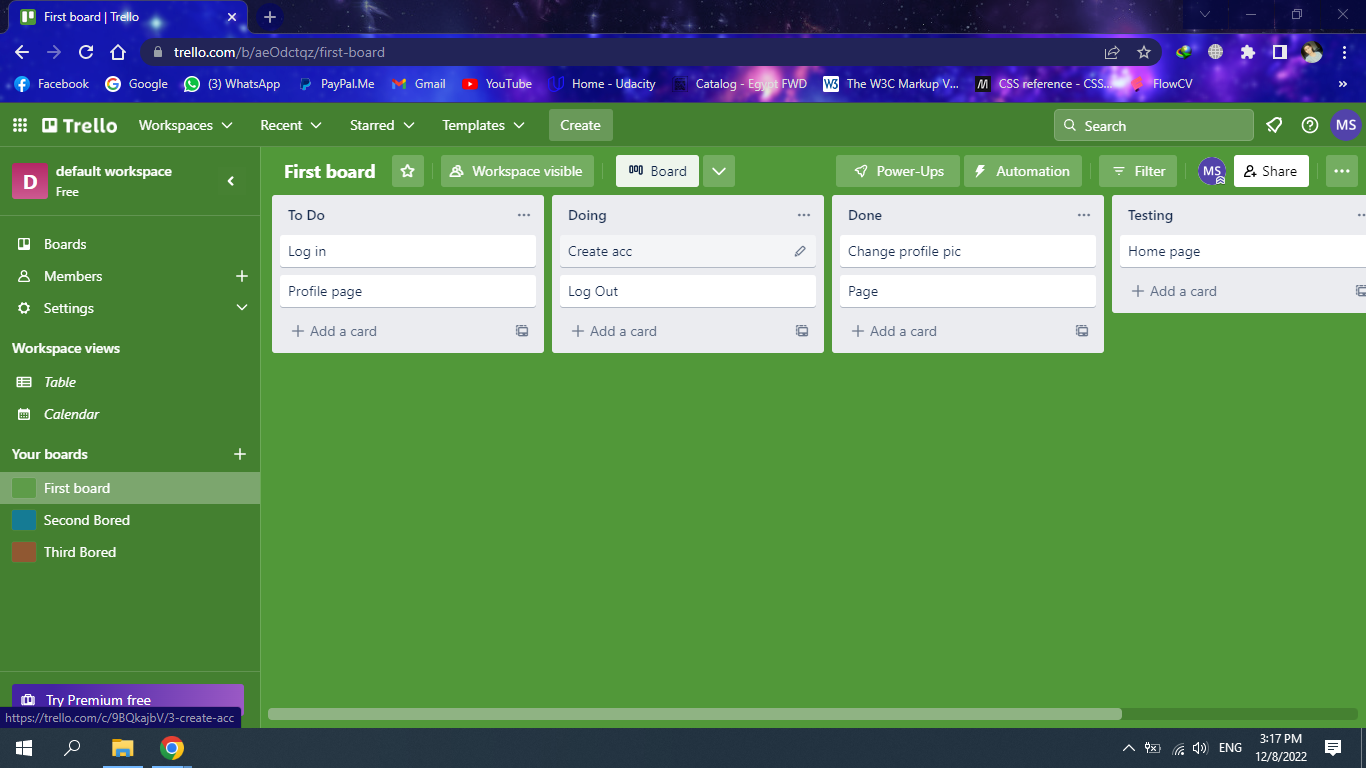 First board | Trello
trello.com/b/aeOdctqz/first-board
Facebook Google (3) WhatsApp PayPal.Me Gmail YouTube Home - Udacity Catalog - Egypt FWD The W3C Markup V... CSS reference - CSS... FlowCV »
Trello Workspaces Recent Starred Templates Create Search MS
D default workspace
Free
First board Workspace visible Board Power-Ups Automation Filter MS Share
Boards
Members
Settings
Workspace views
Table
Calendar
Your boards
First board
Second Bored
Third Bored
To Do
Log in
Profile page
Add a card
Doing
Create acc
Log Out
Add a card
Done
Change profile pic
Page
Add a card
Testing
Home page
Add a card
Try Premium free
https://trello.com/c/9BQkajbV/3-create-acc
ENG
3:17 PM
12/8/2022